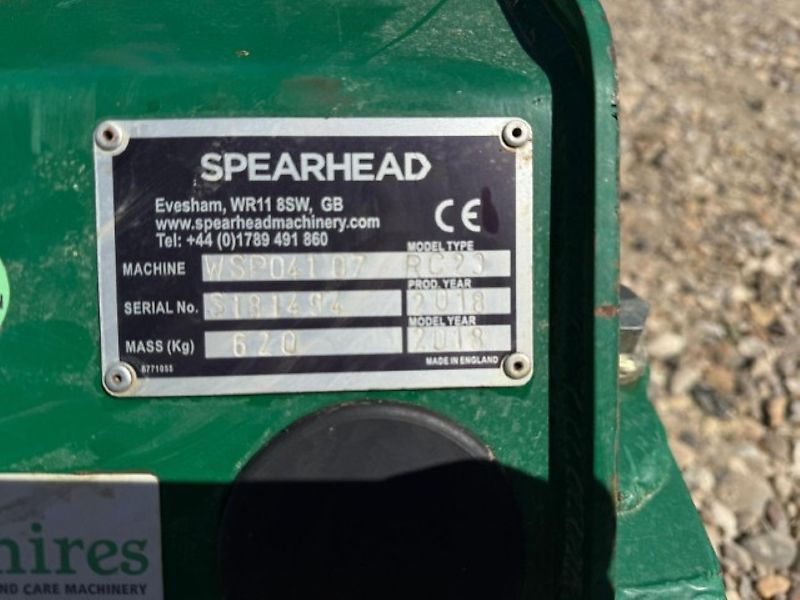 SPEARHEAD
Evesham, WR11 8SW, GB
www.spearheadmachinery.com
Tel: +44 (0)1789 491 860
CE
MODEL TYPE
MACHINE WSP04107 RC23
PROD. YEAR
SERIAL No. S181494 2018
MODEL YEAR
MASS (Kg) 620 2018
8771055 MADE IN ENGLAND
hires
ND CARE MACHINERY